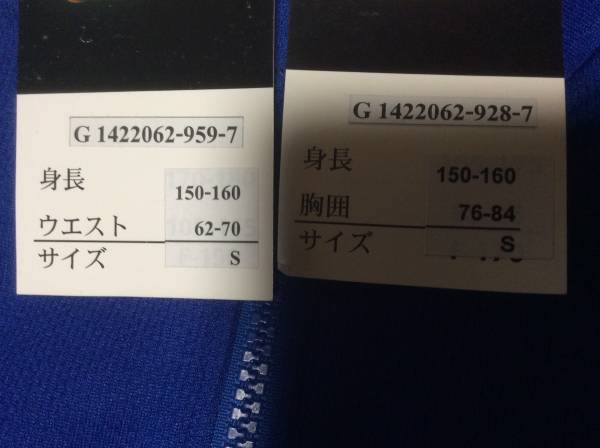 G 1422062-959-7
身長 150-160
ウエスト 62-70
サイズ S
G 1422062-928-7
身長 150-160
胸囲 76-84
サイズ S